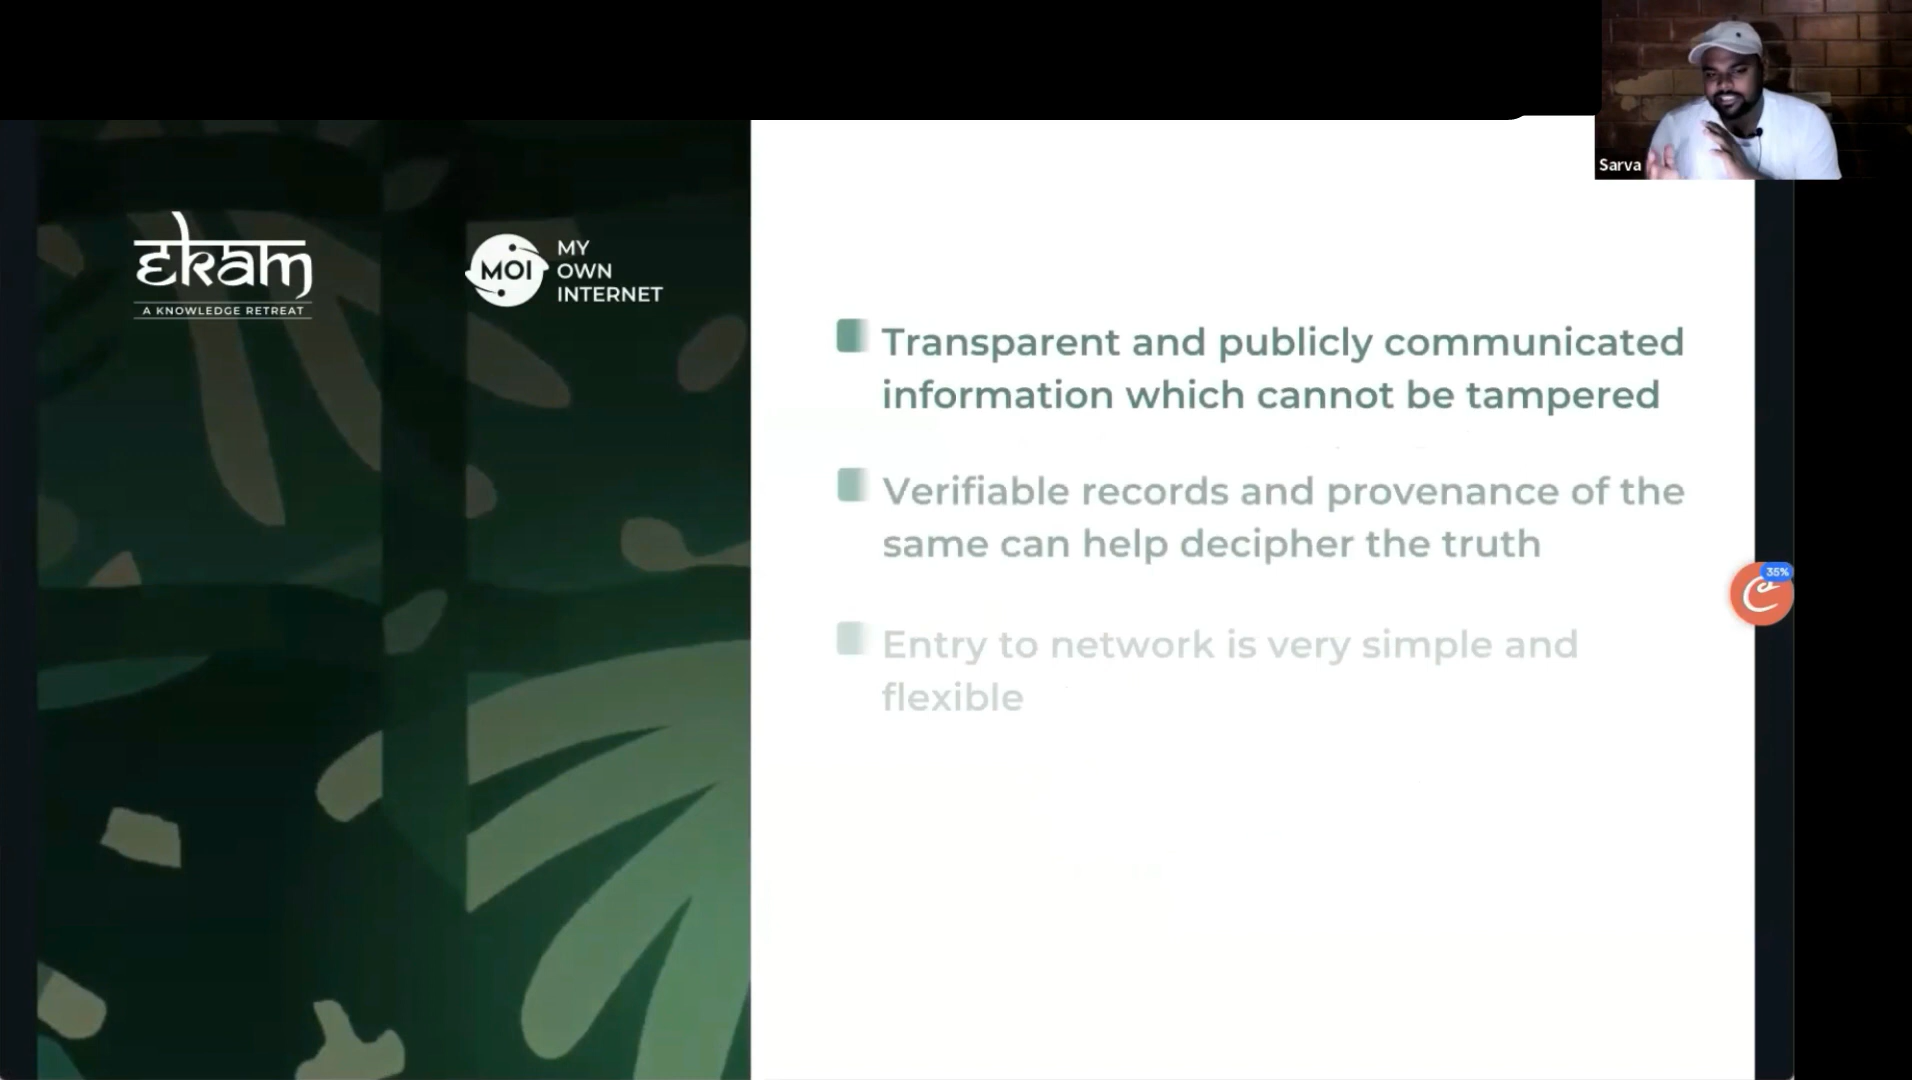 Sarva
ekam
A KNOWLEDGE RETREAT
MOI
MY
OWN
INTERNET
Transparent and publicly communicated
information which cannot be tampered
Verifiable records and provenance of the
same can help decipher the truth
Entry to network is very simple and
flexible
35%